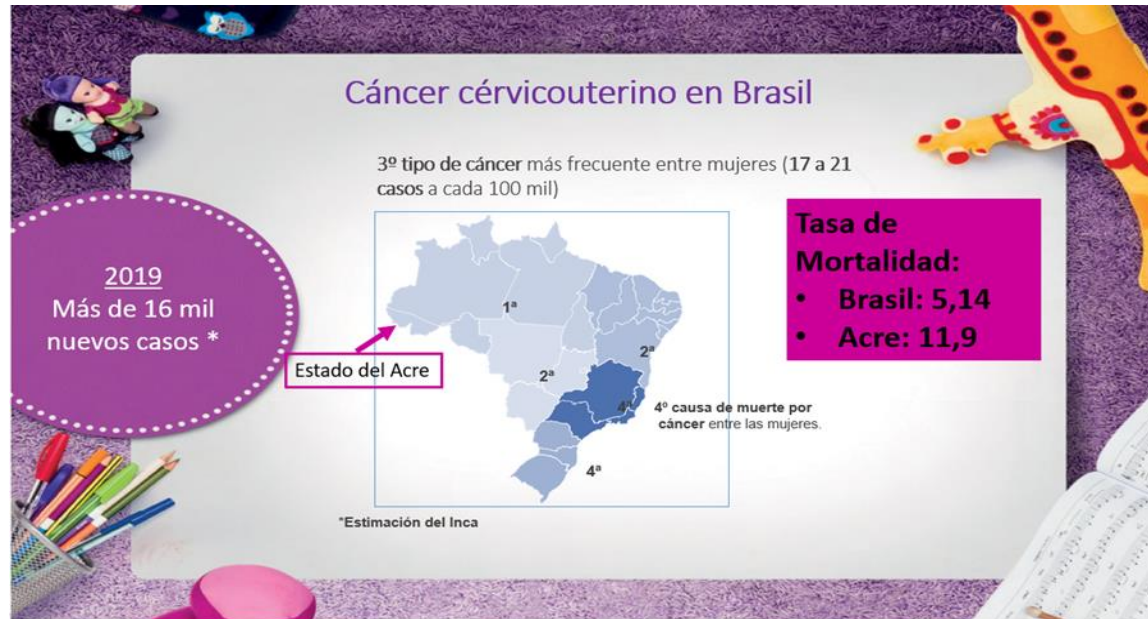 Cáncer cérvicouterino en Brasil
3º tipo de cáncer más frecuente entre mujeres (17 a 21
casos a cada 100 mil)
2019
Más de 16 mil
nuevos casos *
Tasa de
Mortalidad:
• Brasil: 5,14
• Acre: 11,9
1ª
2ª
Estado del Acre
2ª
4ª
4º causa de muerte por
cáncer entre las mujeres.
4ª
*Estimación del Inca